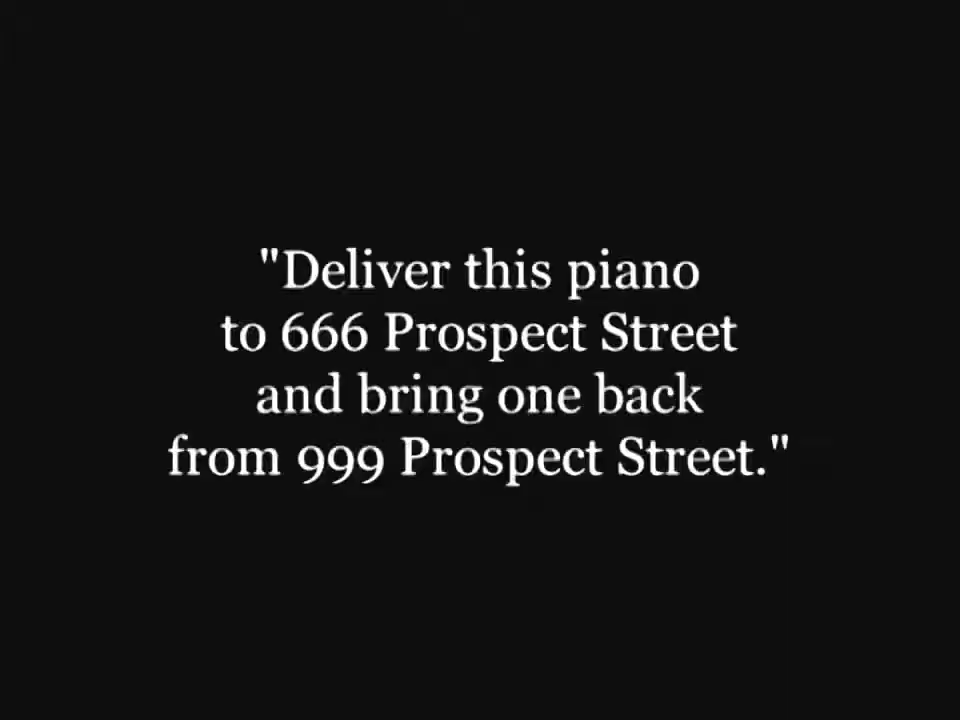 "Deliver this piano
to 666 Prospect Street
and bring one back
from 999 Prospect Street."